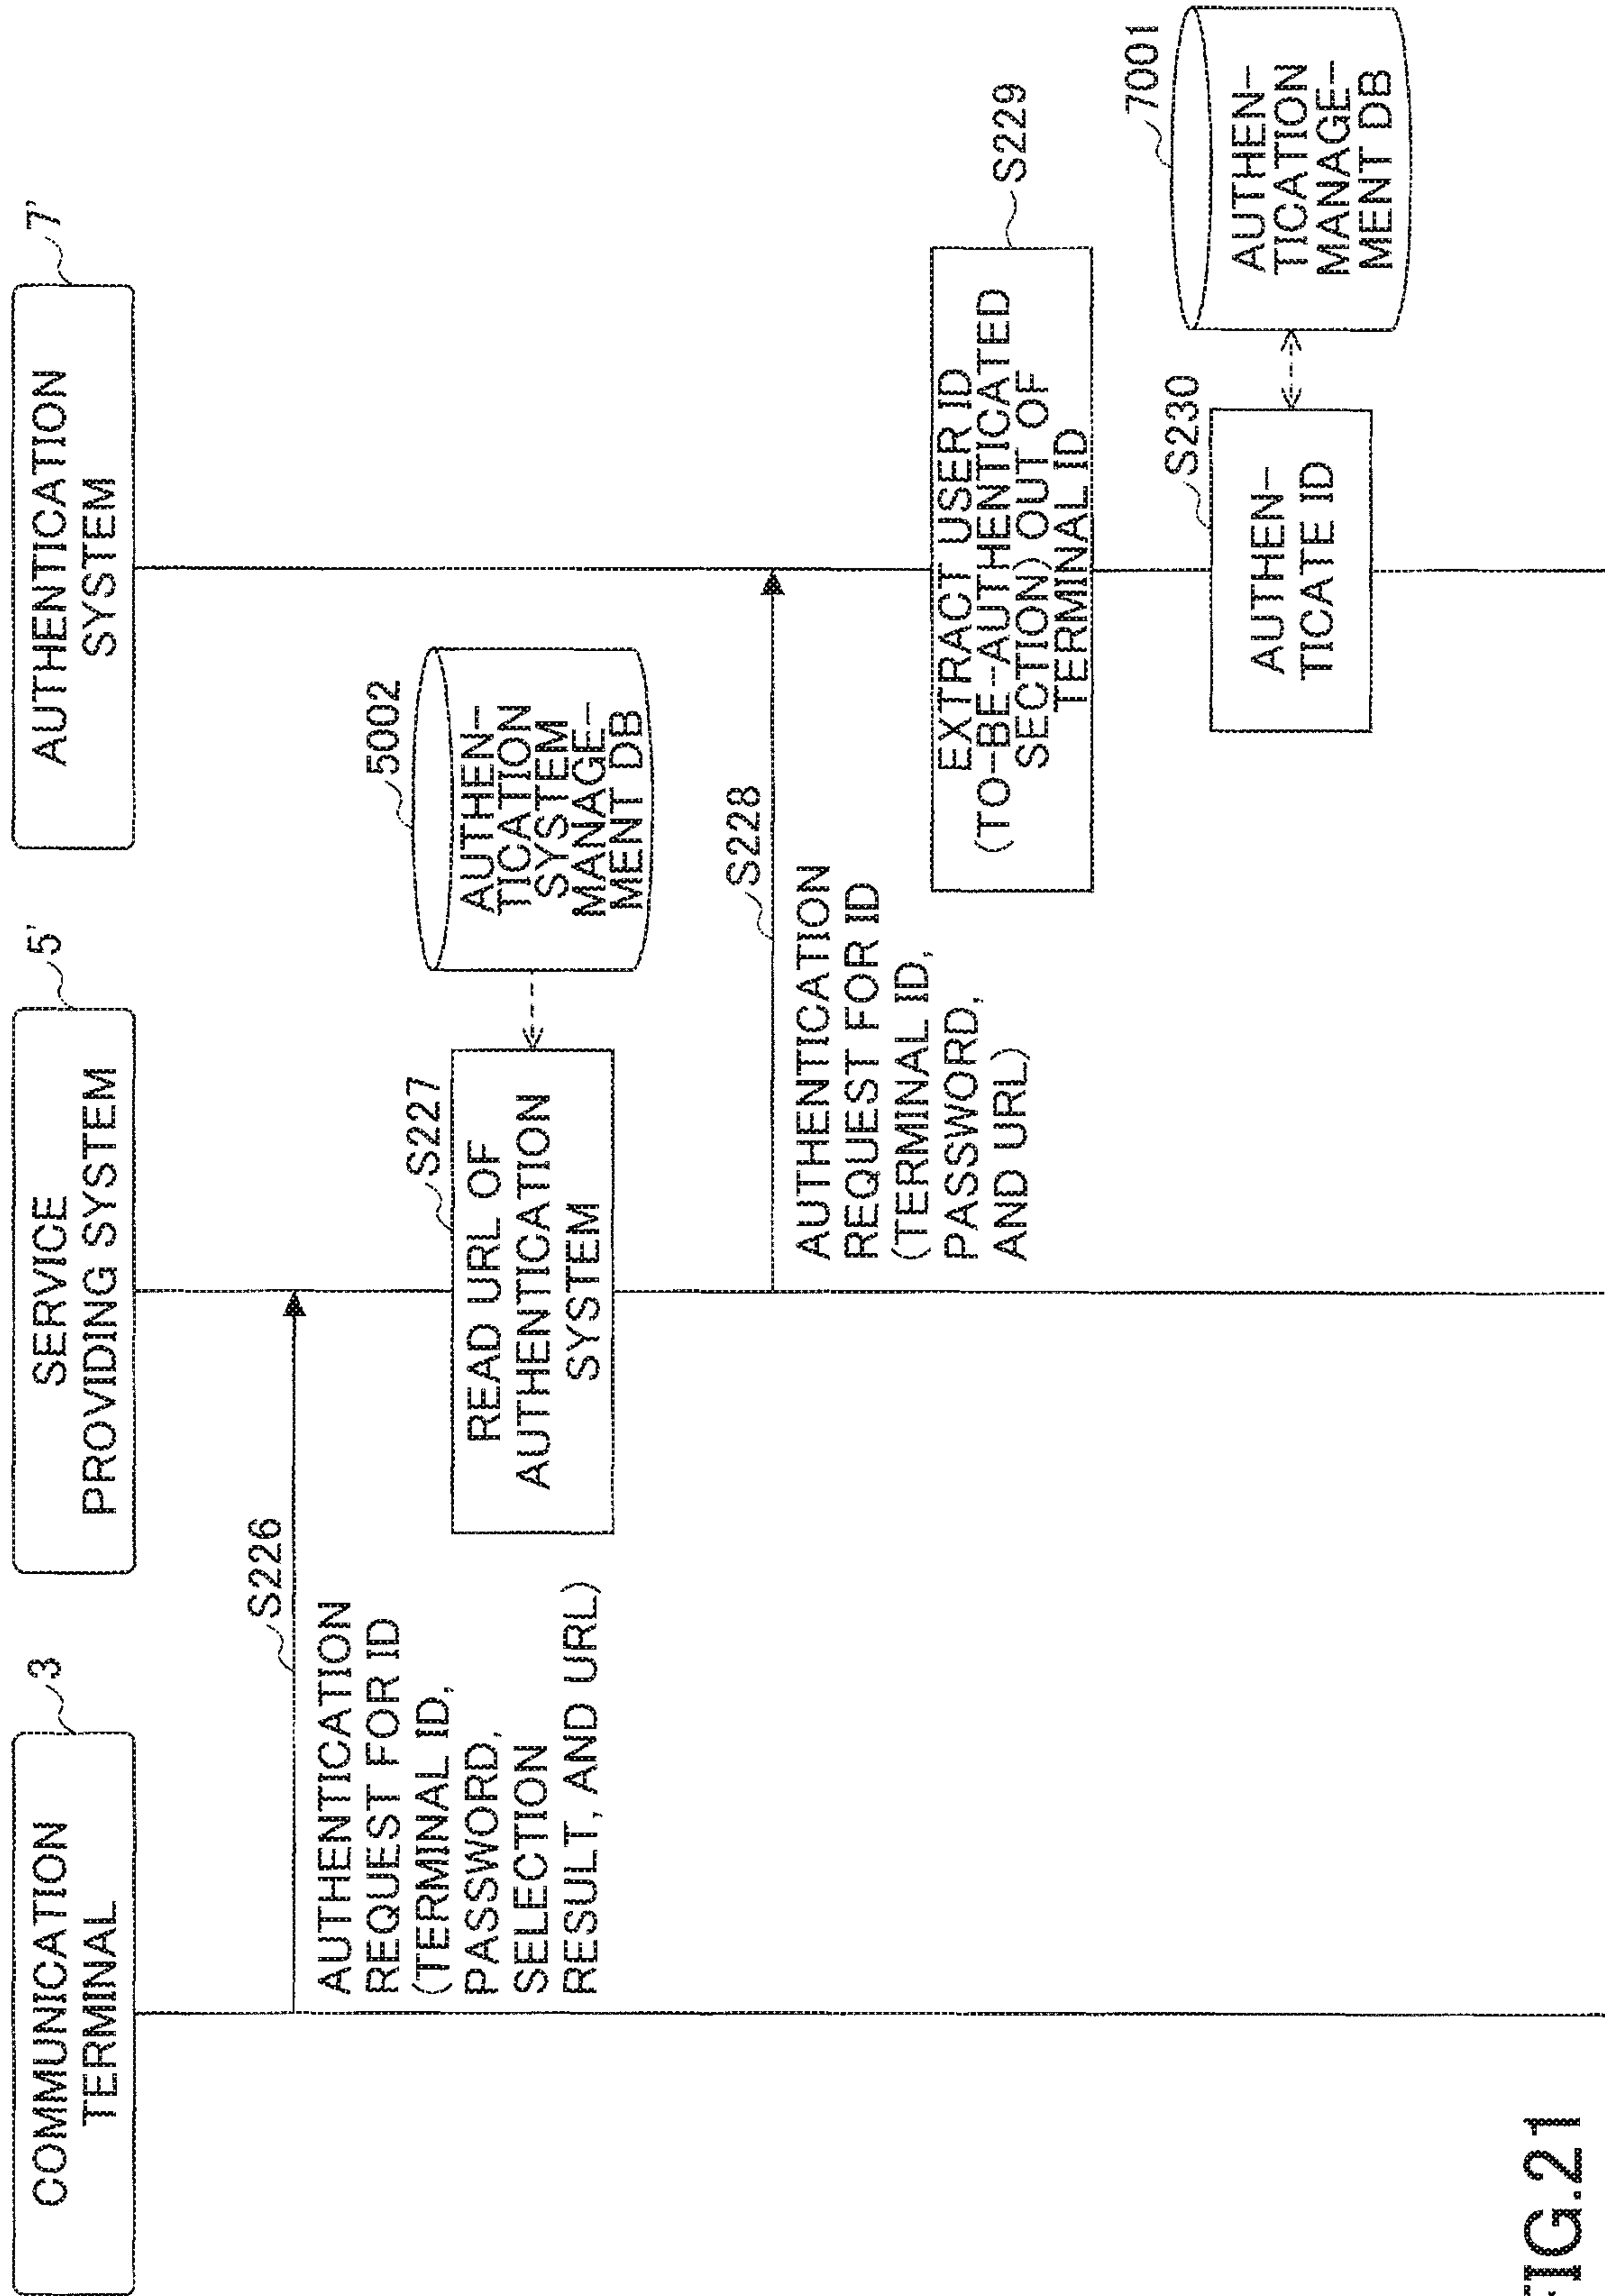 COMMUNICATION
TERMINAL
3
SERVICE
PROVIDING SYSTEM
5'
AUTHENTICATION
SYSTEM
7'
S226
AUTHENTICATION
REQUEST FOR ID
(TERMINAL ID,
PASSWORD,
SELECTION
RESULT, AND URL)
S227
READ URL OF
AUTHENTICATION
SYSTEM
5002
AUTHEN-
TICATION
SYSTEM
MANAGE-
MENT DB
S228
AUTHENTICATION
REQUEST FOR ID
(TERMINAL ID,
PASSWORD,
AND URL)
S229
EXTRACT USER ID
(TO-BE-AUTHENTICATED
SECTION) OUT OF
TERMINAL ID
S230
AUTHEN-
TICATE ID
7001
AUTHEN-
TICATION
MANAGE-
MENT DB
IG.21